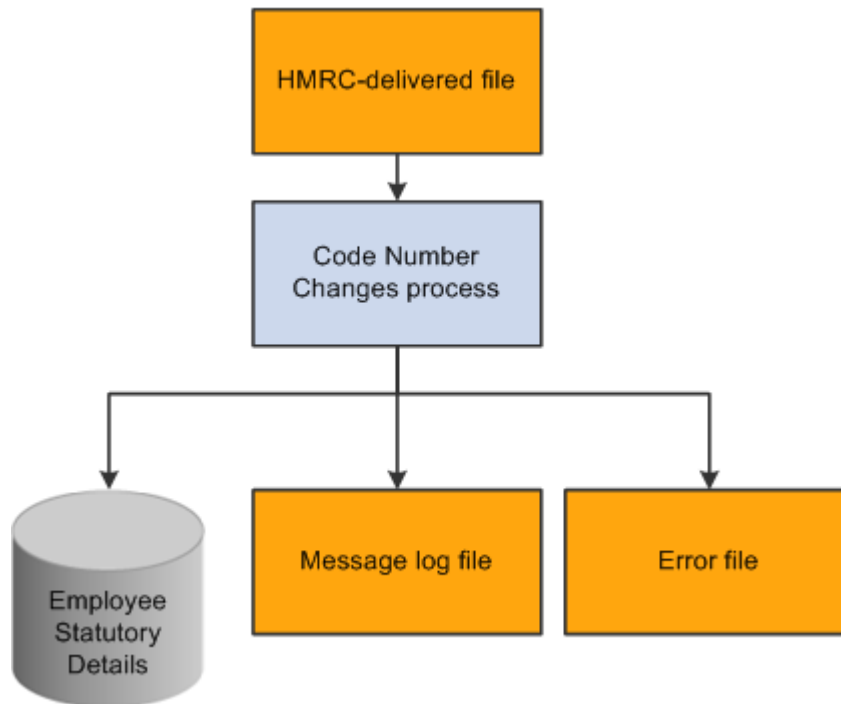 HMRC-delivered file
Code Number
Changes process
Employee
Statutory
Details
Message log file
Error file